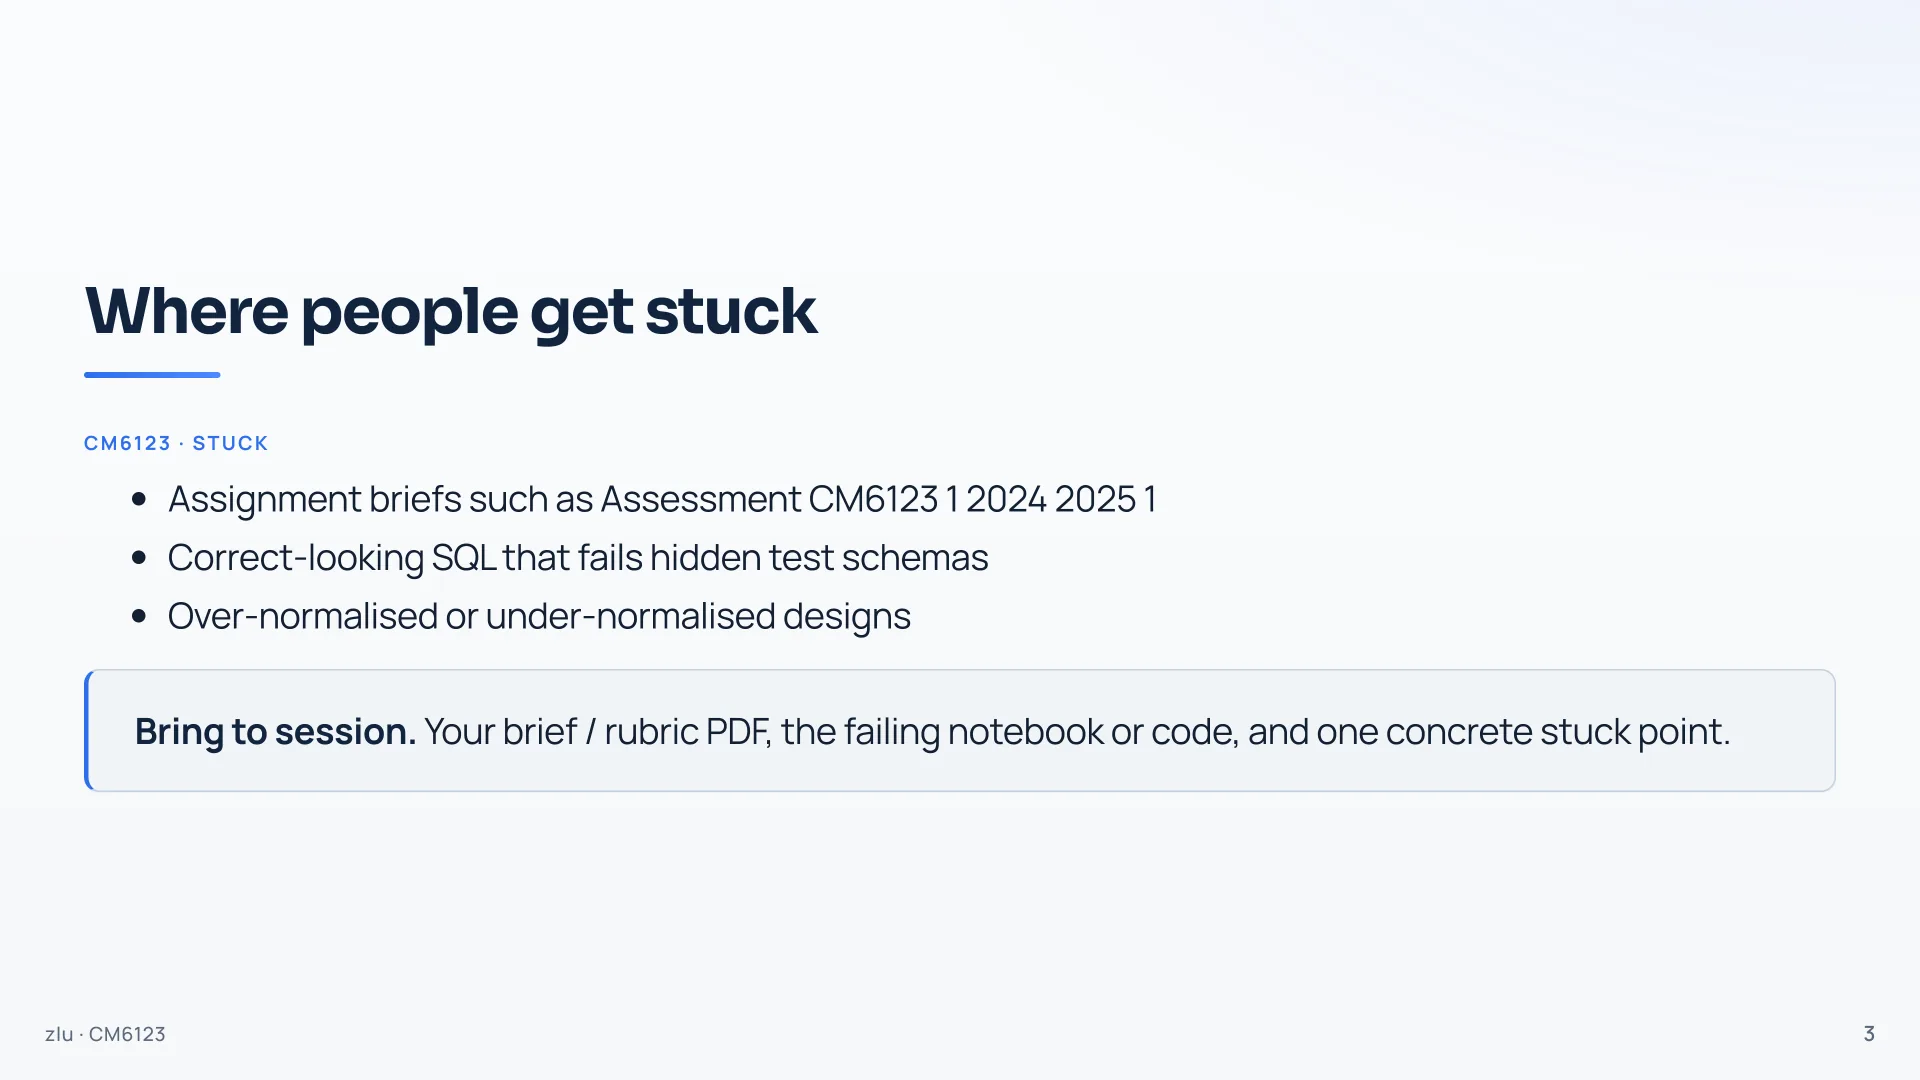 Where people get stuck
CM6123 · STUCK
• Assignment briefs such as Assessment CM6123 1 2024 2025 1
• Correct-looking SQL that fails hidden test schemas
• Over-normalised or under-normalised designs
Bring to session. Your brief / rubric PDF, the failing notebook or code, and one concrete stuck point.
zlu · CM6123
3